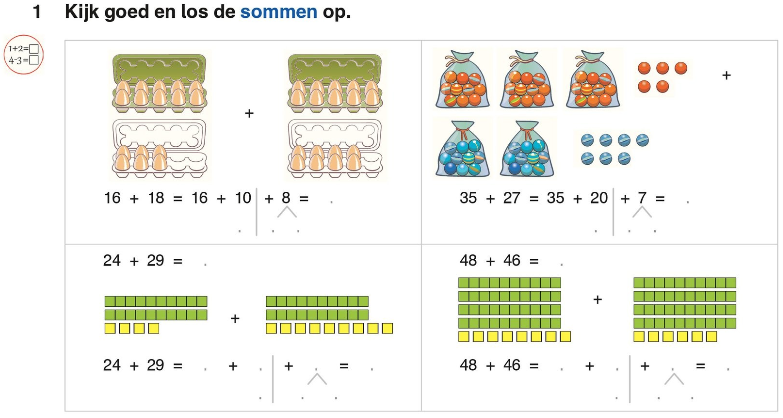 1 Kijk goed en los de sommen op.
1+2=
4-3=
+
+
16 + 18 = 16 + 10 + 8 = .
. . .
35 + 27 = 35 + 20 + 7 = .
. . .
24 + 29 = .
48 + 46 = .
+
+
24 + 29 = . + . + . = .
. . .
48 + 46 = . + . + . = .
. . .